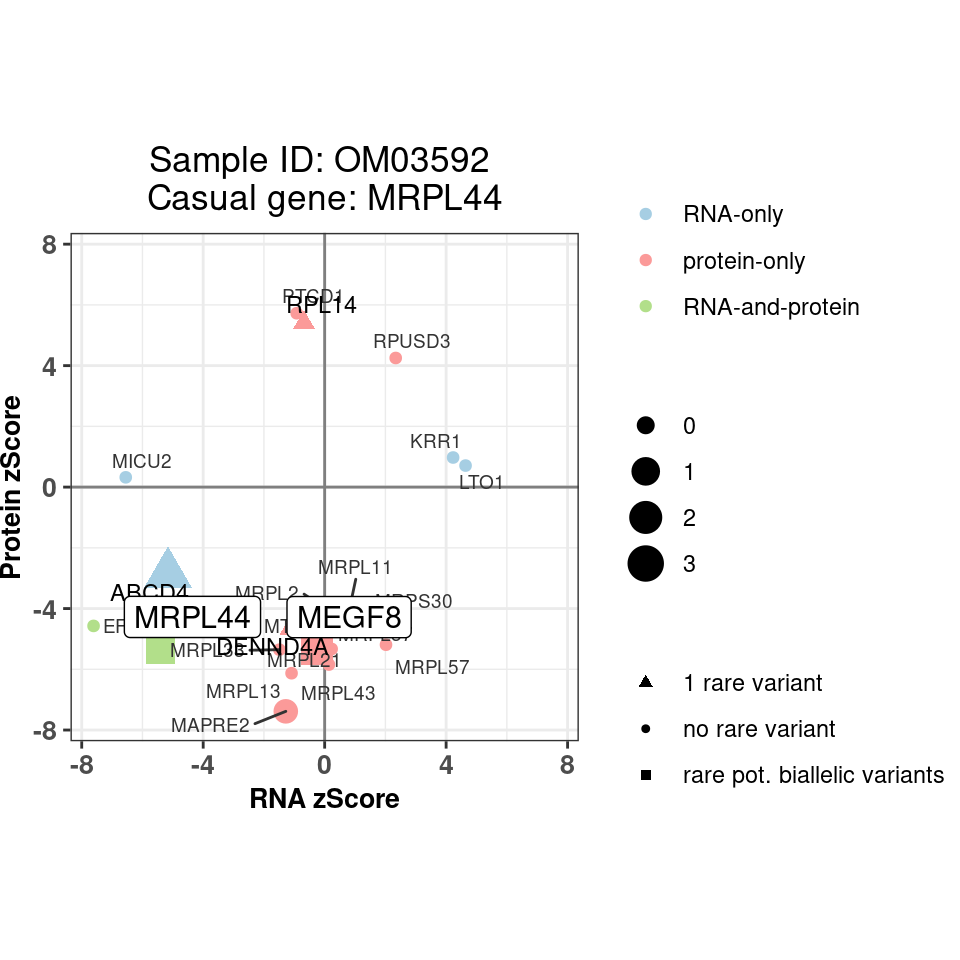 Sample ID: OM03592
Casual gene: MRPL44
8
4
0
-4
-8
Protein zScore
RPL14
RPUSD3
KRR1
LTO1
MICU2
MRPL11
MRPL2
ABCD4
MRPL44
MEGF8
DENND4A
MRPL21
MRPL57
MRPL13
MRPL43
MAPRE2
-8
-4
0
4
8
RNA zScore
RNA-only
protein-only
RNA-and-protein
0
1
2
3
1 rare variant
no rare variant
rare pot. biallelic variants